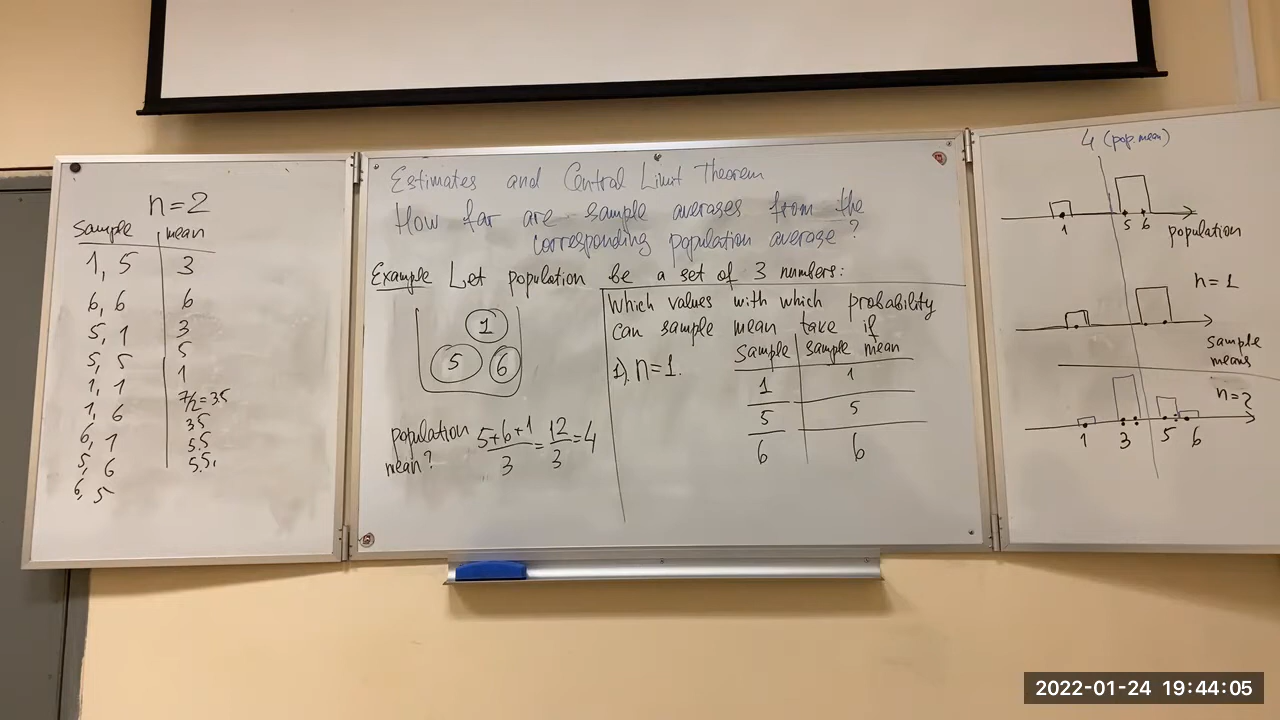 n=2
Sample | mean
1, 5 | 3
6, 6 | 6
5, 1 | 3
5, 5 | 5
1, 1 | 1
1, 6 | 7/2=3.5
6, 1 | 3.5
5, 6 | 5.5
6, 5 | 5.5.
Estimates and Central Limit Theorem
How far are sample averases from the
corresponding population average?
Example Let population be a set of 3 numbers:
1
5 6
population mean? (5+6+1)/3 = 12/3 = 4
Which values with which probability
can sample mean take if
1). n=1.
Sample | sample mean
1 | 1
5 | 5
6 | 6
4 (pop. mean)
1 5 6
population
n=1
sample
means
n=2
1 3 5 6
2022-01-24 19:44:05